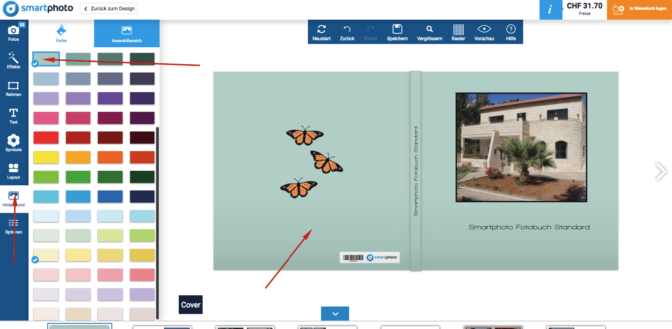 smartphoto
Zurück zum Design
i
CHF 31.70
Preise
In Warenkorb legen
Fotos
Effekte
Rahmen
Text
Symbole
Layout
Hintergrund
Optionen
Farbe
Auswahlbereich
Neustart
Zurück
Speichern
Vergrössern
Raster
Vorschau
Hilfe
Smartphoto Fotobuch Standard
Smartphoto Fotobuch Standard
smartphoto
Cover